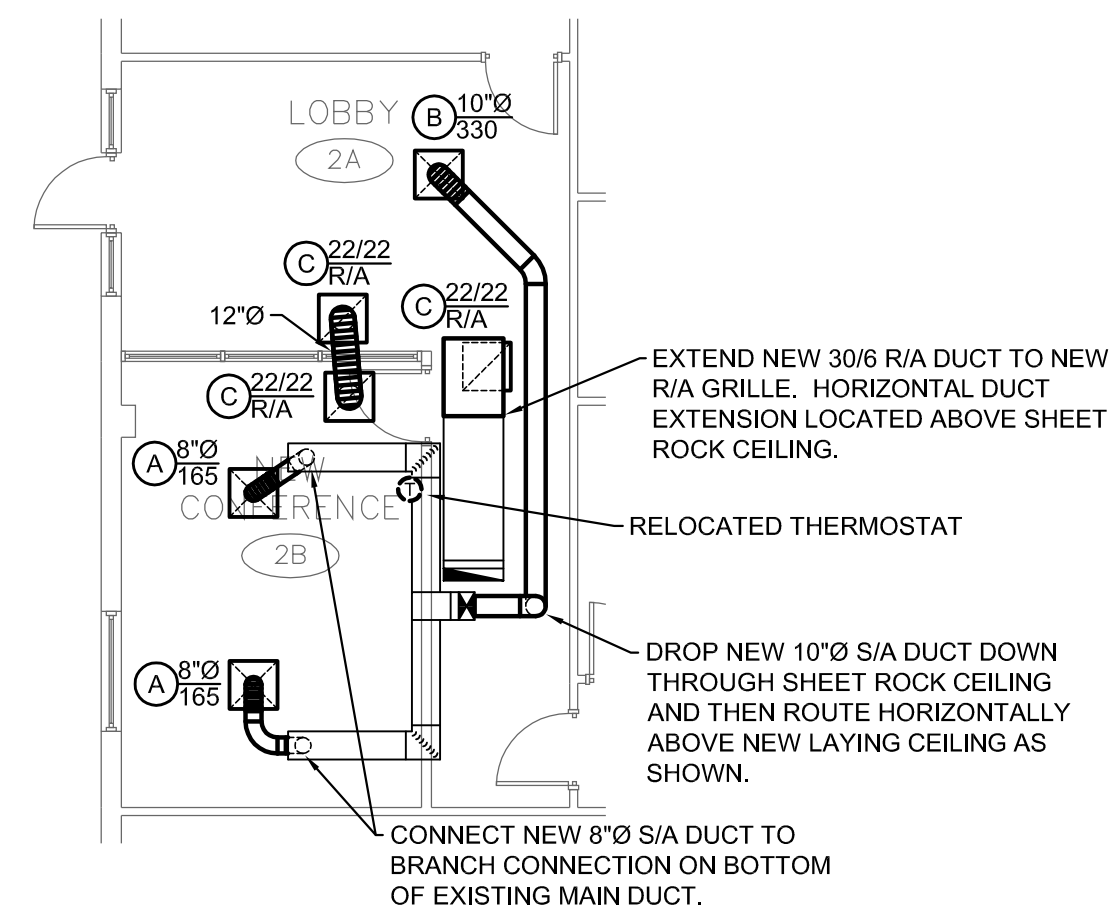 LOBBY
2A
B 10"Ø
330
C 22/22
R/A
C 22/22
R/A
12"Ø
C 22/22
R/A
EXTEND NEW 30/6 R/A DUCT TO NEW
R/A GRILLE. HORIZONTAL DUCT
EXTENSION LOCATED ABOVE SHEET
ROCK CEILING.
A 8"Ø
165
NEW
CONFERENCE
2B
T
RELOCATED THERMOSTAT
A 8"Ø
165
DROP NEW 10"Ø S/A DUCT DOWN
THROUGH SHEET ROCK CEILING
AND THEN ROUTE HORIZONTALLY
ABOVE NEW LAYING CEILING AS
SHOWN.
CONNECT NEW 8"Ø S/A DUCT TO
BRANCH CONNECTION ON BOTTOM
OF EXISTING MAIN DUCT.